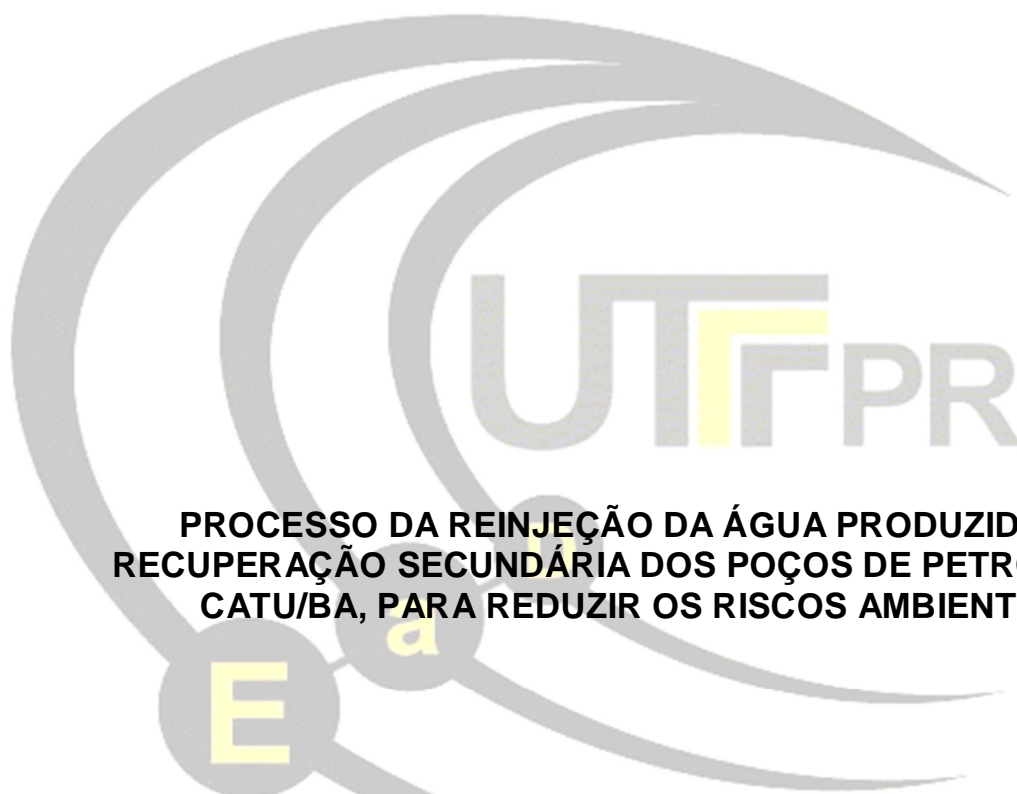 UTFPR
PROCESSO DA REINJEÇÃO DA ÁGUA PRODUZID
RECUPERAÇÃO SECUNDÁRIA DOS POÇOS DE PETR
CATU/BA, PARA REDUZIR OS RISCOS AMBIENT
n
a
E